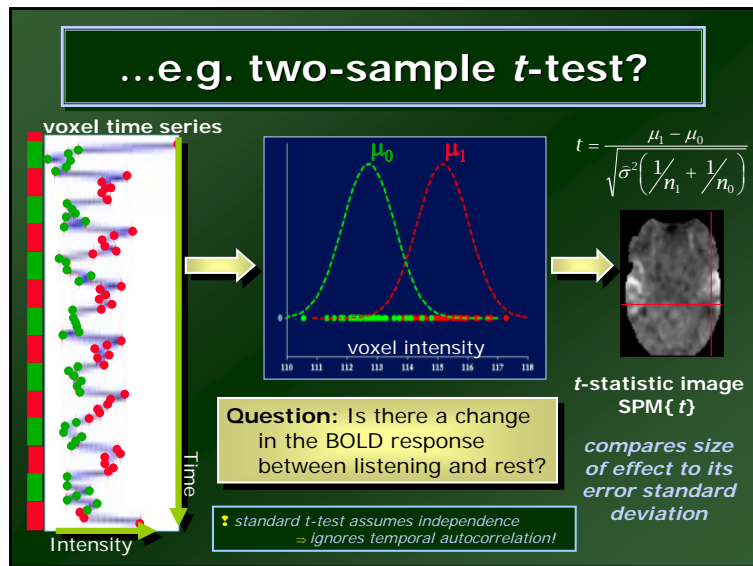 ...e.g. two-sample t-test?
voxel time series
Time
Intensity
μ0
μ1
0
voxel intensity
110 111 112 113 114 115 116 117 118
t = (μ1 − μ0) / √(σ̂²(1/n1 + 1/n0))
t-statistic image
SPM{t}
compares size
of effect to its
error standard
deviation
Question: Is there a change
in the BOLD response
between listening and rest?
! standard t-test assumes independence
⇒ ignores temporal autocorrelation!